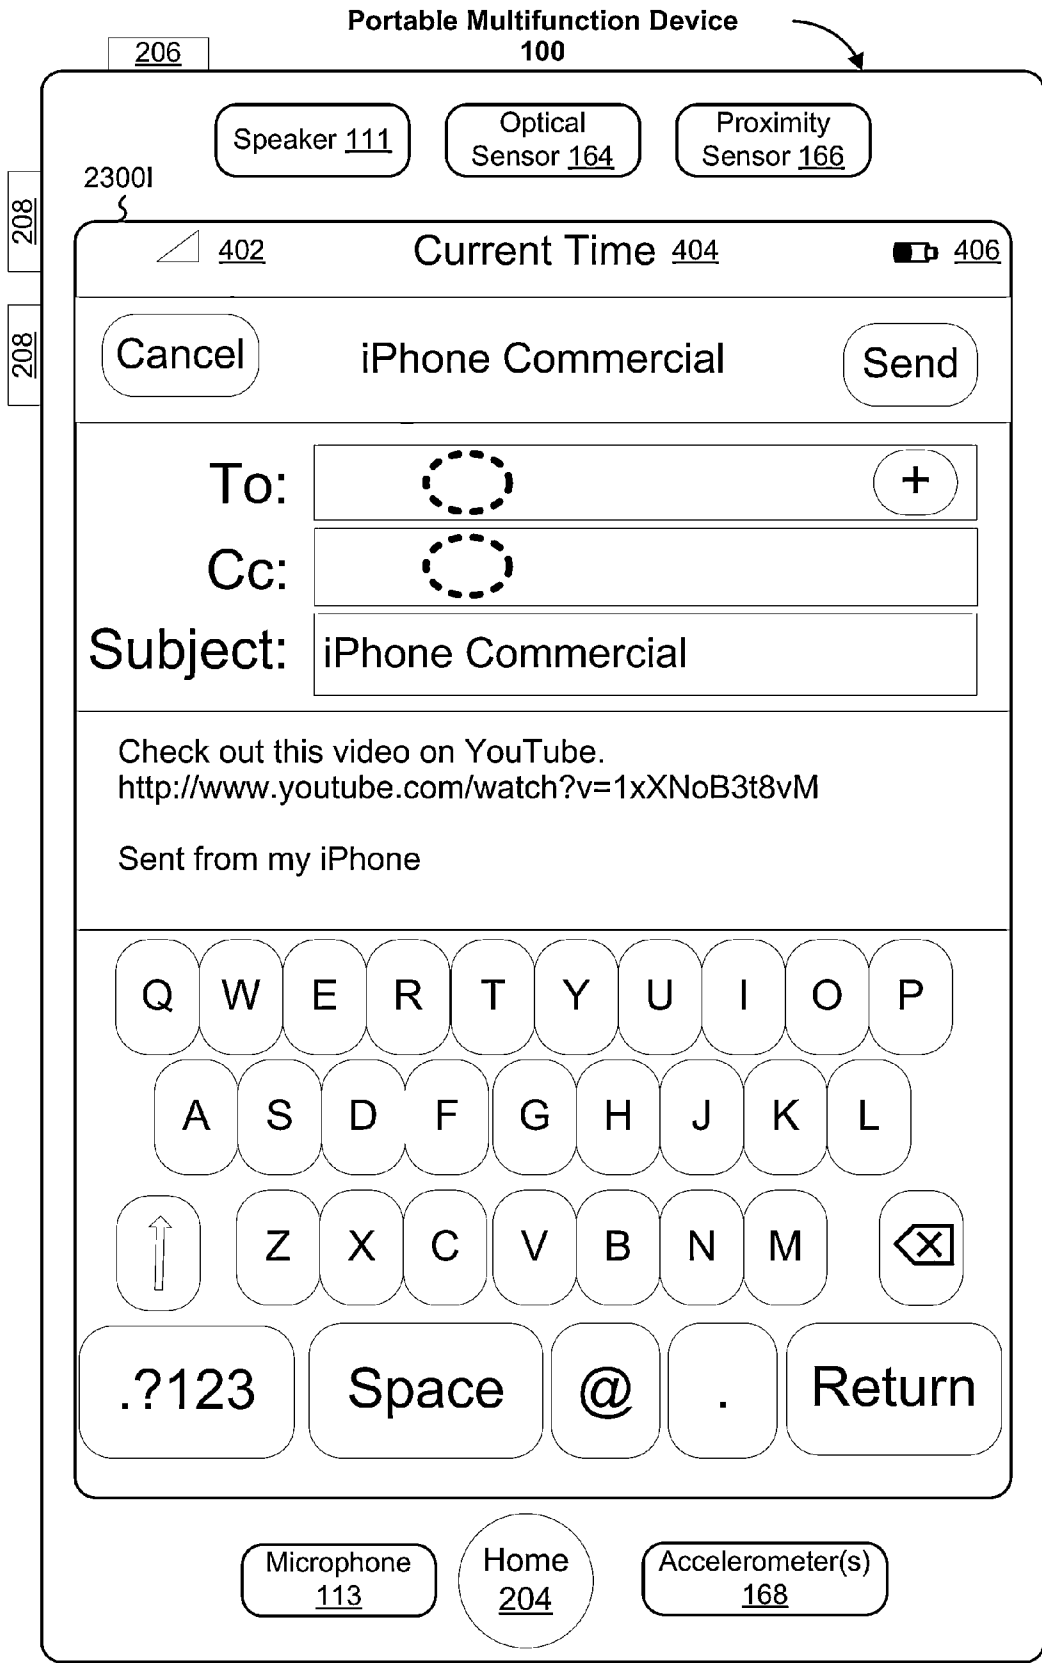 Portable Multifunction Device
100
206
Speaker 111
Optical
Sensor 164
Proximity
Sensor 166
2300I
208
208
402
Current Time 404
406
Cancel
iPhone Commercial
Send
To:
+
Cc:
Subject:
iPhone Commercial
Check out this video on YouTube.
http://www.youtube.com/watch?v=1xXNoB3t8vM
Sent from my iPhone
Q W E R T Y U I O P
A S D F G H J K L
Z X C V B N M
.?123 Space @ . Return
Microphone
113
Home
204
Accelerometer(s)
168